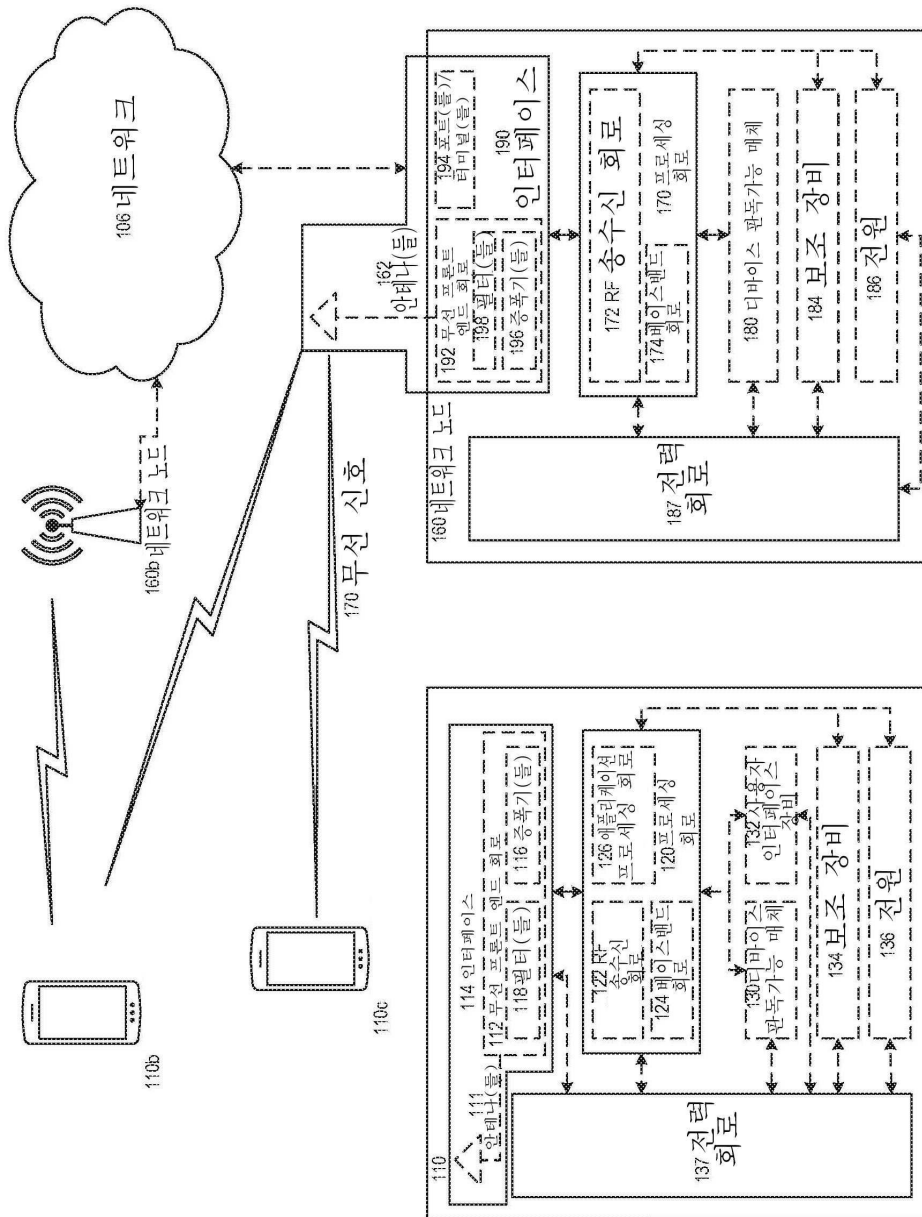 106 네트워크
160b 네트워크 노드
110b
110c
170 무선 신호
162
안테나(들)
192 무선 프론트
엔드 회로
198 필터(들)
196 증폭기(들)
194 포트(들)/
터미널(들)
190
인터페이스
160 네트워크 노드
172 RF 송수신 회로
174 베이스밴드
회로
170 프로세싱
회로
180 디바이스 판독가능 매체
184 보조 장비
186 전원
187 전력
회로
110
111
안테나(들)
114 인터페이스
112 무선 프론트 엔드 회로
118 필터(들)
116 증폭기(들)
122 RF
송수신
회로
124 베이스밴드
회로
126 애플리케이션
프로세싱 회로
120 프로세싱
회로
130 디바이스
판독가능 매체
132 사용자
인터페이스
장비
134 보조 장비
136 전원
137 전력
회로